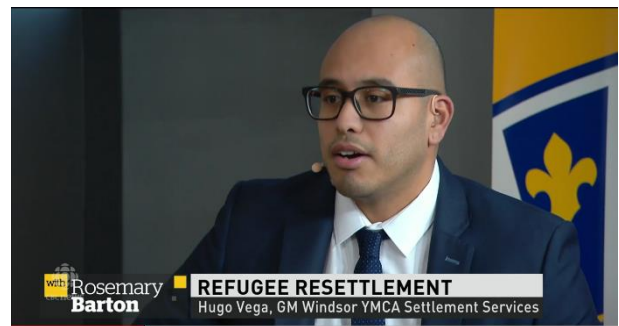 with Rosemary
Barton
REFUGEE RESETTLEMENT
Hugo Vega, GM Windsor YMCA Settlement Services